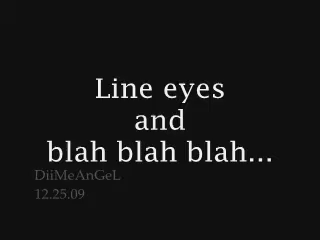 Line eyes
and
blah blah blah...
DiiMeAnGeL
12.25.09